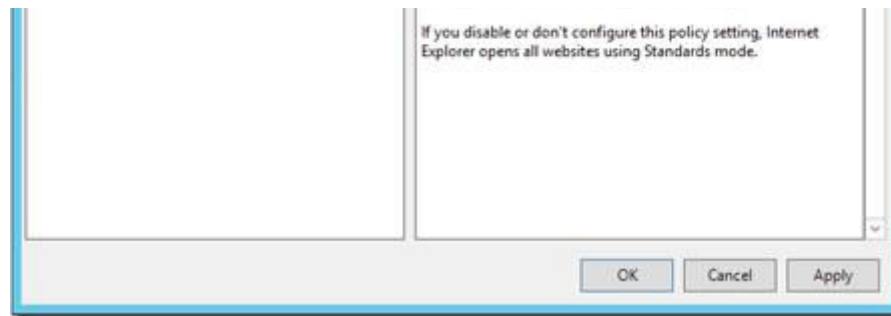 If you disable or don't configure this policy setting, Internet
Explorer opens all websites using Standards mode.
OK
Cancel
Apply